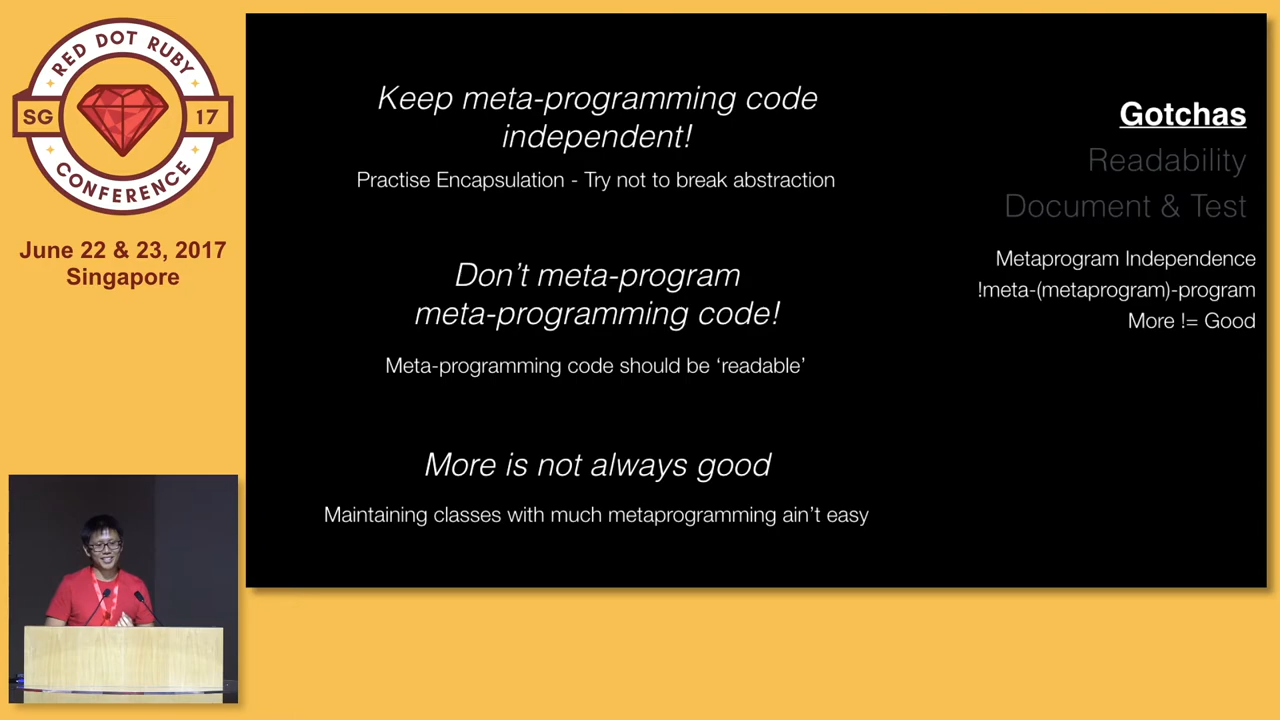 RED DOT RUBY
SG 17
CONFERENCE
June 22 & 23, 2017
Singapore
Keep meta-programming code
independent!
Practise Encapsulation - Try not to break abstraction
Don’t meta-program
meta-programming code!
Meta-programming code should be ‘readable’
More is not always good
Maintaining classes with much metaprogramming ain’t easy
Gotchas
Readability
Document & Test
Metaprogram Independence
!meta-(metaprogram)-program
More != Good